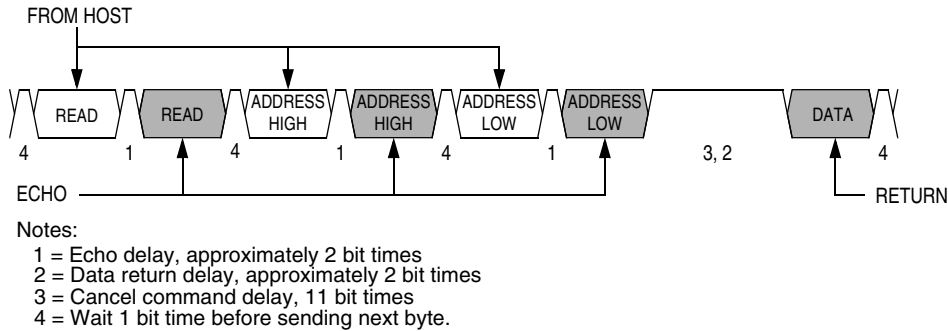 FROM HOST
READ READ ADDRESS HIGH ADDRESS HIGH ADDRESS LOW ADDRESS LOW DATA
4 1 4 1 4 1 3, 2 4
ECHO RETURN
Notes:
1 = Echo delay, approximately 2 bit times
2 = Data return delay, approximately 2 bit times
3 = Cancel command delay, 11 bit times
4 = Wait 1 bit time before sending next byte.